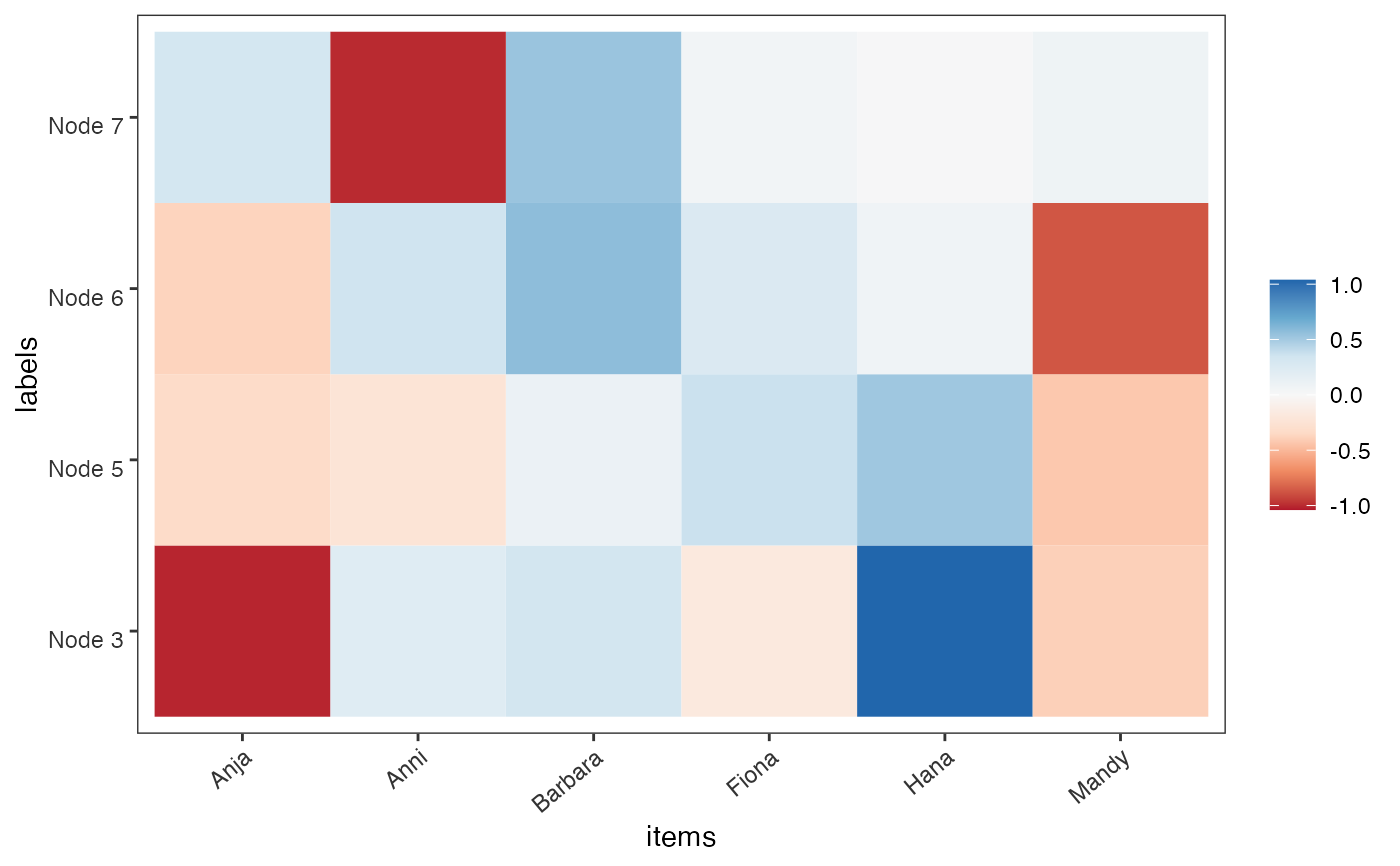 labels
Node 7
Node 6
Node 5
Node 3
Anja
Anni
Barbara
Fiona
Hana
Mandy
items
1.0
0.5
0.0
-0.5
-1.0